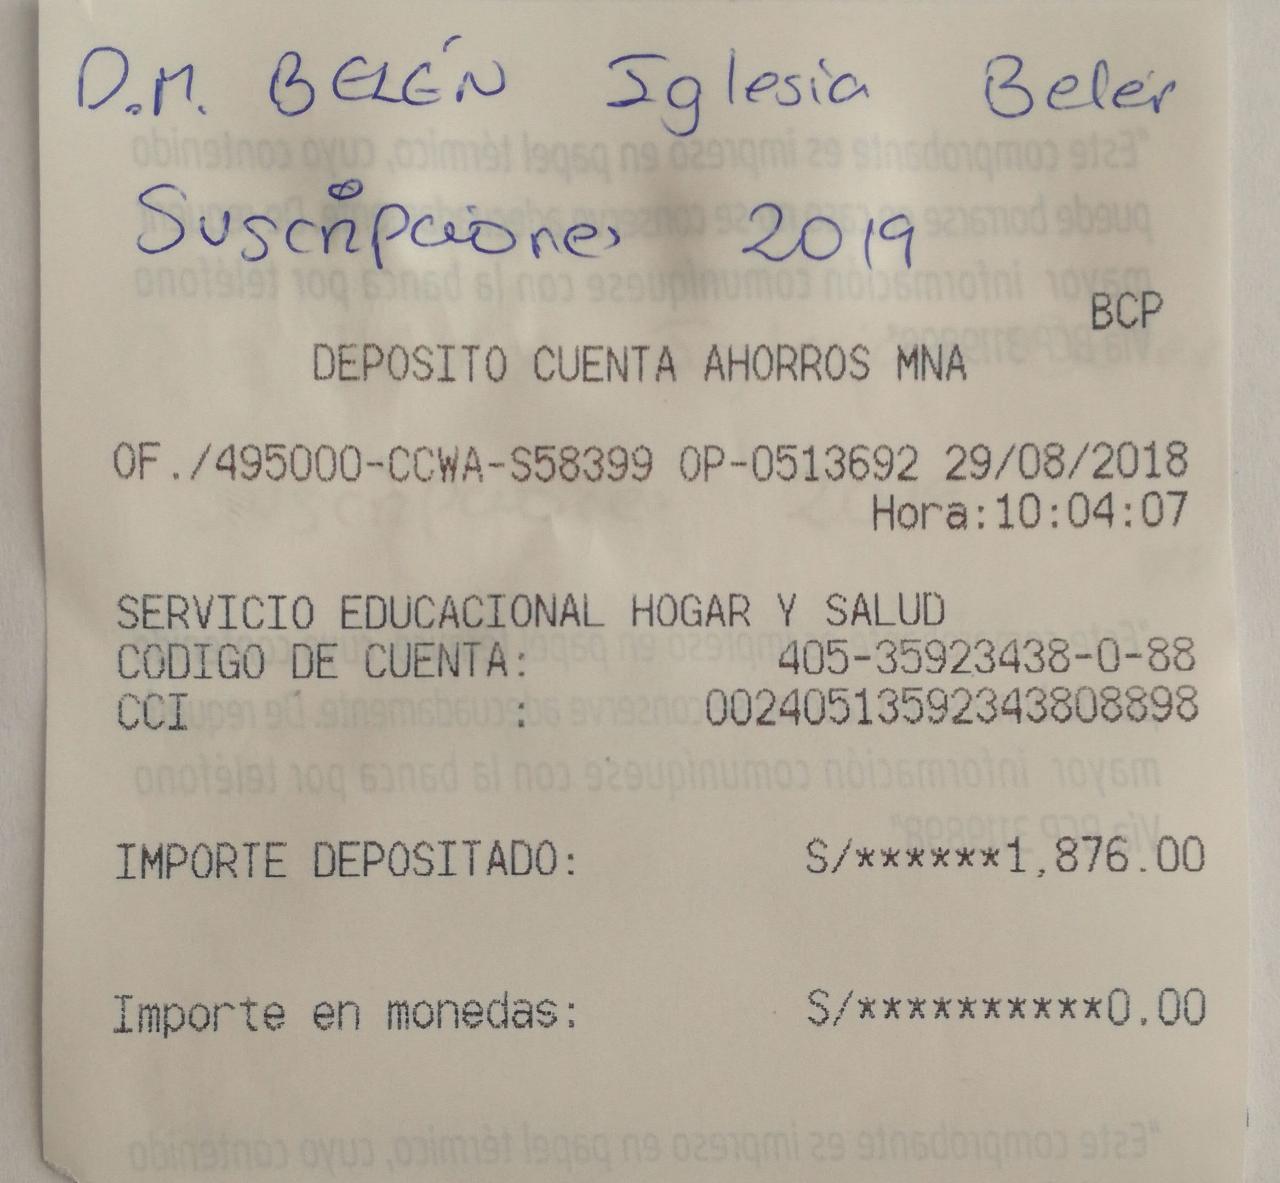 D.M. BELÉN Iglesia Belén
Suscripciones 2019
BCP
DEPOSITO CUENTA AHORROS MNA
OF./495000-CCWA-S58399 OP-0513692 29/08/2018
Hora:10:04:07
SERVICIO EDUCACIONAL HOGAR Y SALUD
CODIGO DE CUENTA: 405-35923438-0-88
CCI : 00240513592343808898
IMPORTE DEPOSITADO: S/******1,876.00
Importe en monedas: S/**********0.00